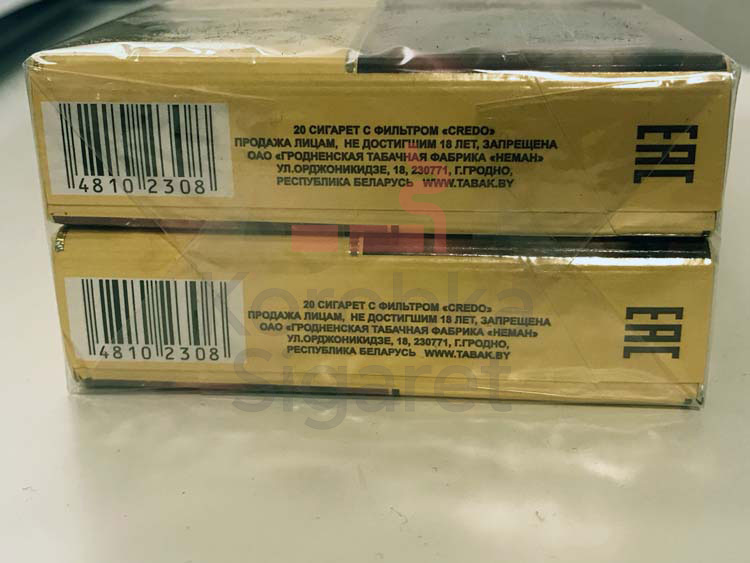 4810 2308
20 СИГАРЕТ С ФИЛЬТРОМ «CREDO»
ПРОДАЖА ЛИЦАМ, НЕ ДОСТИГШИМ 18 ЛЕТ, ЗАПРЕЩЕНА
ОАО «ГРОДНЕНСКАЯ ТАБАЧНАЯ ФАБРИКА «НЕМАН»
УЛ.ОРДЖОНИКИДЗЕ, 18, 230771, Г.ГРОДНО,
РЕСПУБЛИКА БЕЛАРУСЬ WWW.TABAK.BY
EAC
4810 2308
20 СИГАРЕТ С ФИЛЬТРОМ «CREDO»
ПРОДАЖА ЛИЦАМ, НЕ ДОСТИГШИМ 18 ЛЕТ, ЗАПРЕЩЕНА
ОАО «ГРОДНЕНСКАЯ ТАБАЧНАЯ ФАБРИКА «НЕМАН»
УЛ.ОРДЖОНИКИДЗЕ, 18, 230771, Г.ГРОДНО,
РЕСПУБЛИКА БЕЛАРУСЬ WWW.TABAK.BY
EAC
Korobka
Sigaret